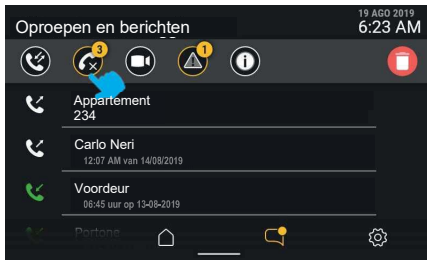 19 AGO 2019
Oproepen en berichten
6:23 AM
3
1
Appartement
234
Carlo Neri
12:07 AM van 14/08/2019
Voordeur
06:45 uur op 13-08-2019
Portone